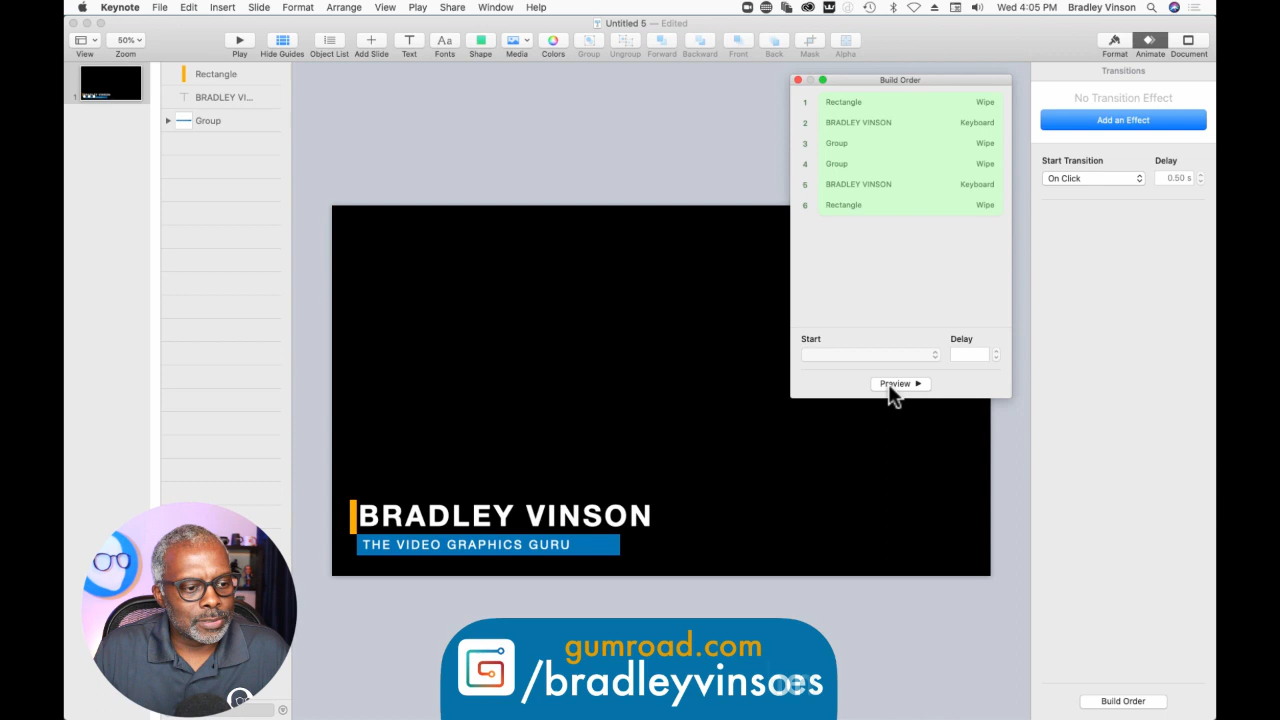 Keynote File Edit Insert Slide Format Arrange View Play Share Window Help Wed 4:05 PM Bradley Vinson
Untitled 5 — Edited
50%
View Zoom Play Hide Guides Object List Add Slide Text Fonts Shape Media Colors Group Ungroup Forward Backward Front Back Mask Alpha Format Animate Document
Aa
Rectangle
BRADLEY VI...
Group
1
Build Order
1 Rectangle Wipe
2 BRADLEY VINSON Keyboard
3 Group Wipe
4 Group Wipe
5 BRADLEY VINSON Keyboard
6 Rectangle Wipe
Start Delay
Preview
Transitions
No Transition Effect
Add an Effect
Start Transition Delay
On Click 0.50 s
BRADLEY VINSON
THE VIDEO GRAPHICS GURU
gumroad.com
Build Order